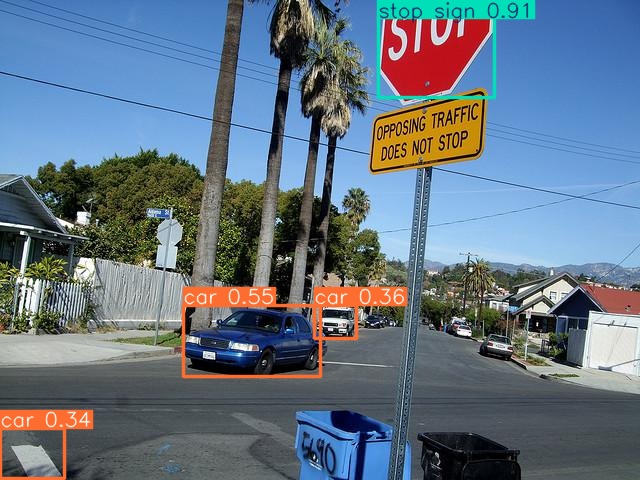 stop sign 0.91
STOP
OPPOSING TRAFFIC
DOES NOT STOP
car 0.55
car 0.36
car 0.34
5690